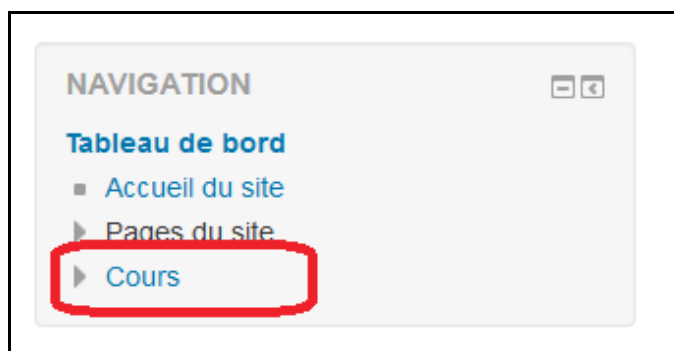 NAVIGATION
Tableau de bord
Accueil du site
Pages du site
Cours